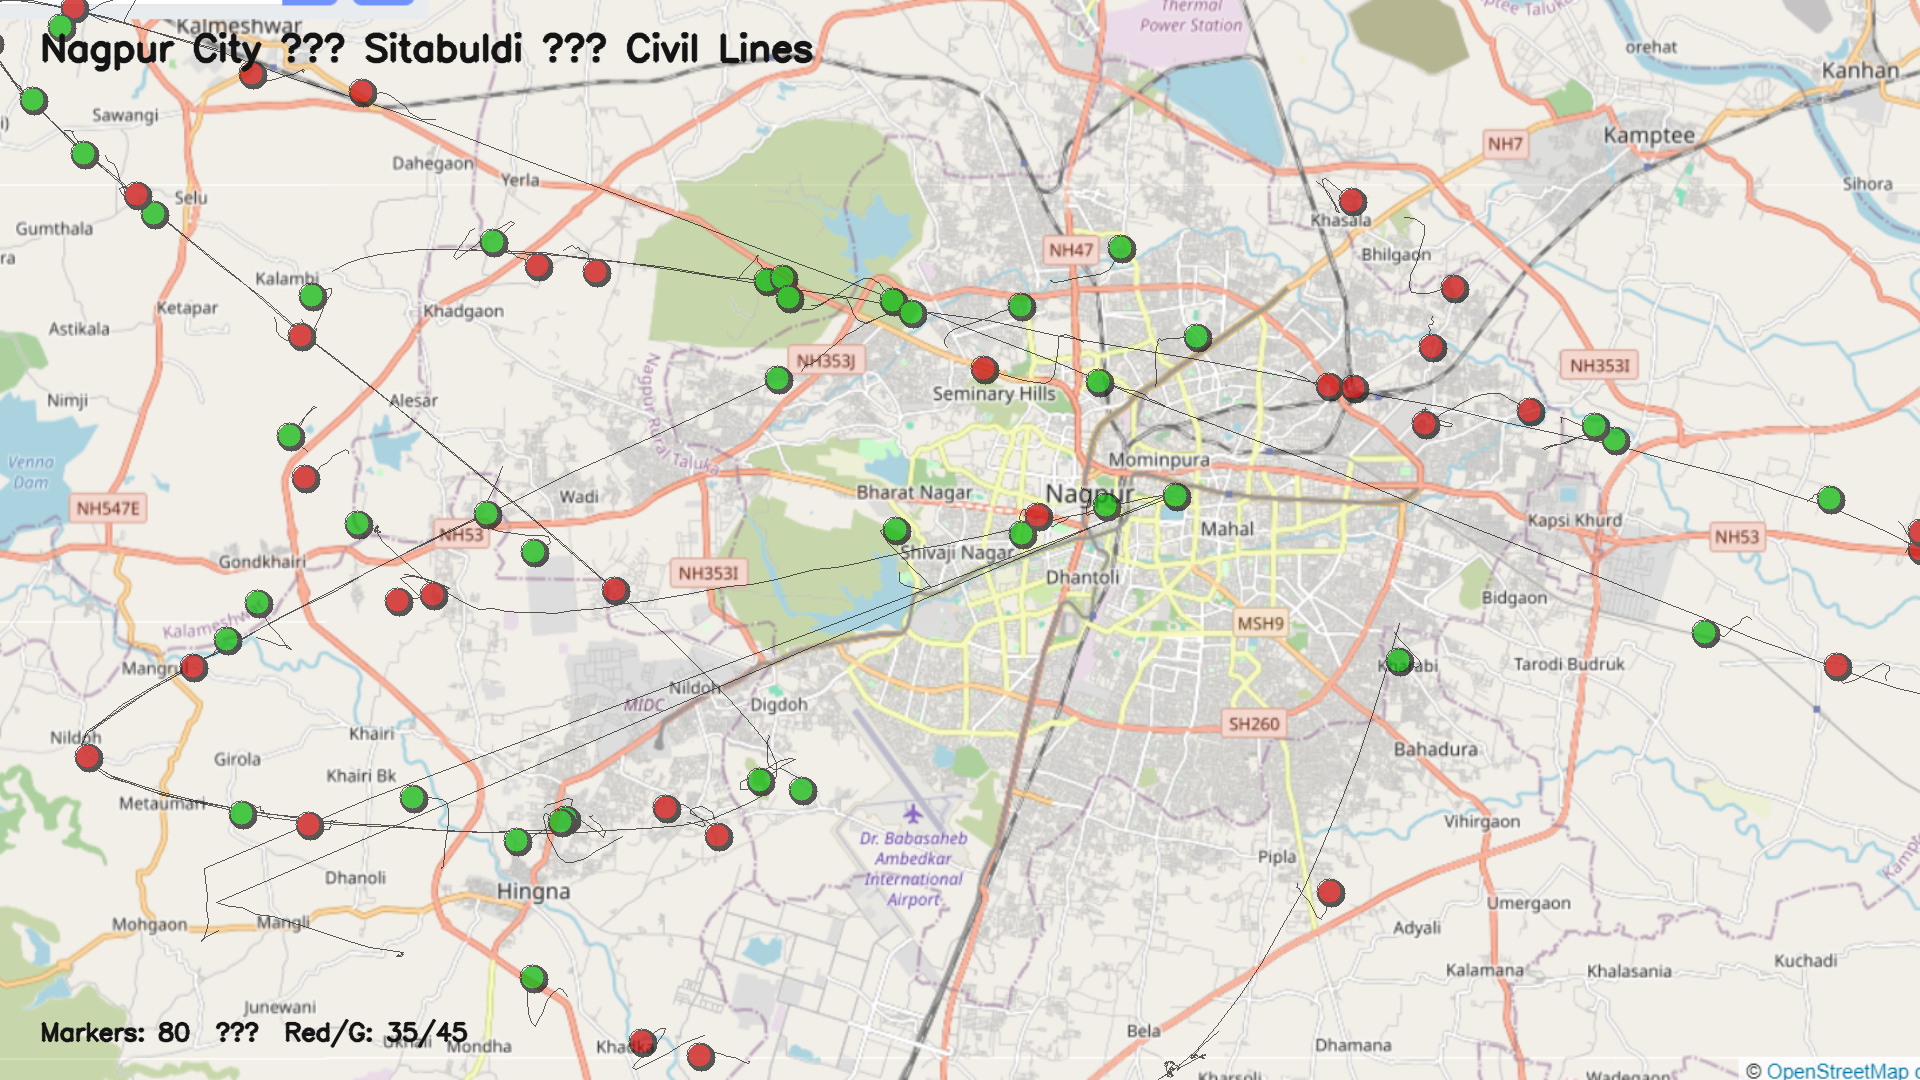 Thermal
Power Station
Kalmeshwar
Nagpur City ??? Sitabuldi ??? Civil Lines
orehat
Kanhan
Sawangi
NH7
Kamptee
Dahegaon
Yerla
Selu
Sihora
Gumthala
Khasala
ra
NH47
Bhilgaon
Kalambi
Ketapar
Khadgaon
Astikala
NH353J
NH353I
Nagpur Rural Taluka
Nimji
Alesar
Seminary Hills
Venna
Dam
Mominpura
Wadi
Bharat Nagar
Nagpur
NH547E
Kapsi Khurd
Mahal
NH53
NH53
Shivaji Nagar
Gondkhairi
NH353I
Dhantoli
Bidgaon
MSH9
Mangrul
Kharabi
Tarodi Budruk
Nildoh
MIDC
Digdoh
SH260
Nildoh
Khairi
Bahadura
Girola
Khairi Bk
Metaumari
Dr. Babasaheb
Ambedkar
International
Airport
Vihirgaon
Pipla
Dhanoli
Hingna
Umergaon
Mohgaon
Mangli
Adyali
Kuchadi
Kalamana
Khalasania
Junewani
Markers: 80 ??? Red/G: 35/45
Mondha
Bela
Dhamana
Kharsoli
Wadegaon
© OpenStreetMap c